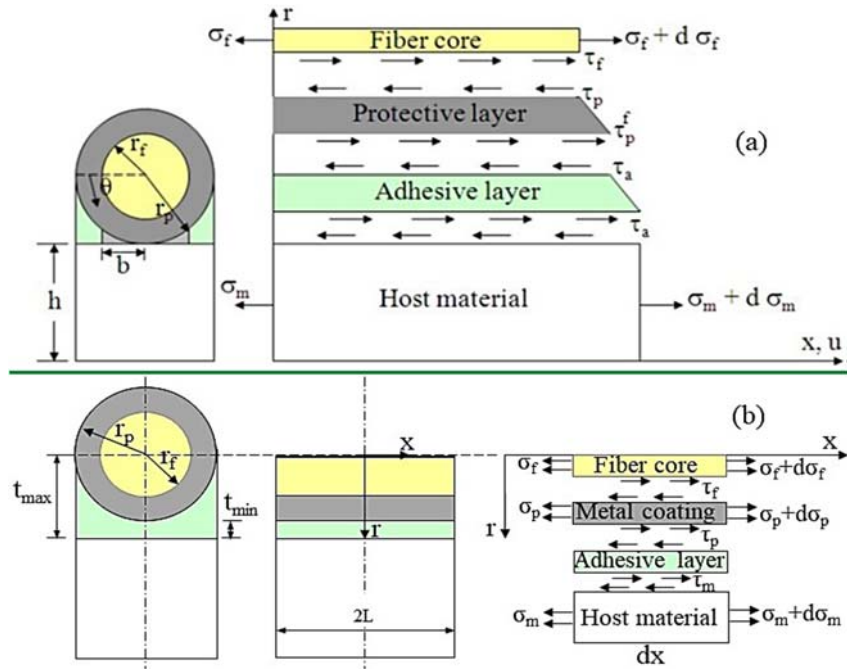 r
σf Fiber core σf + d σf
τf
τp
Protective layer τpf
rf (a)
τa
θ Adhesive layer
rp
τa
b
h σm Host material σm + d σm
x, u
(b)
rp x x
rf σf Fiber core σf+dσf
tmax τf
tmin σp Metal coating σp+dσp
r r τp
Adhesive layer
τm
2L σm Host material σm+dσm
dx